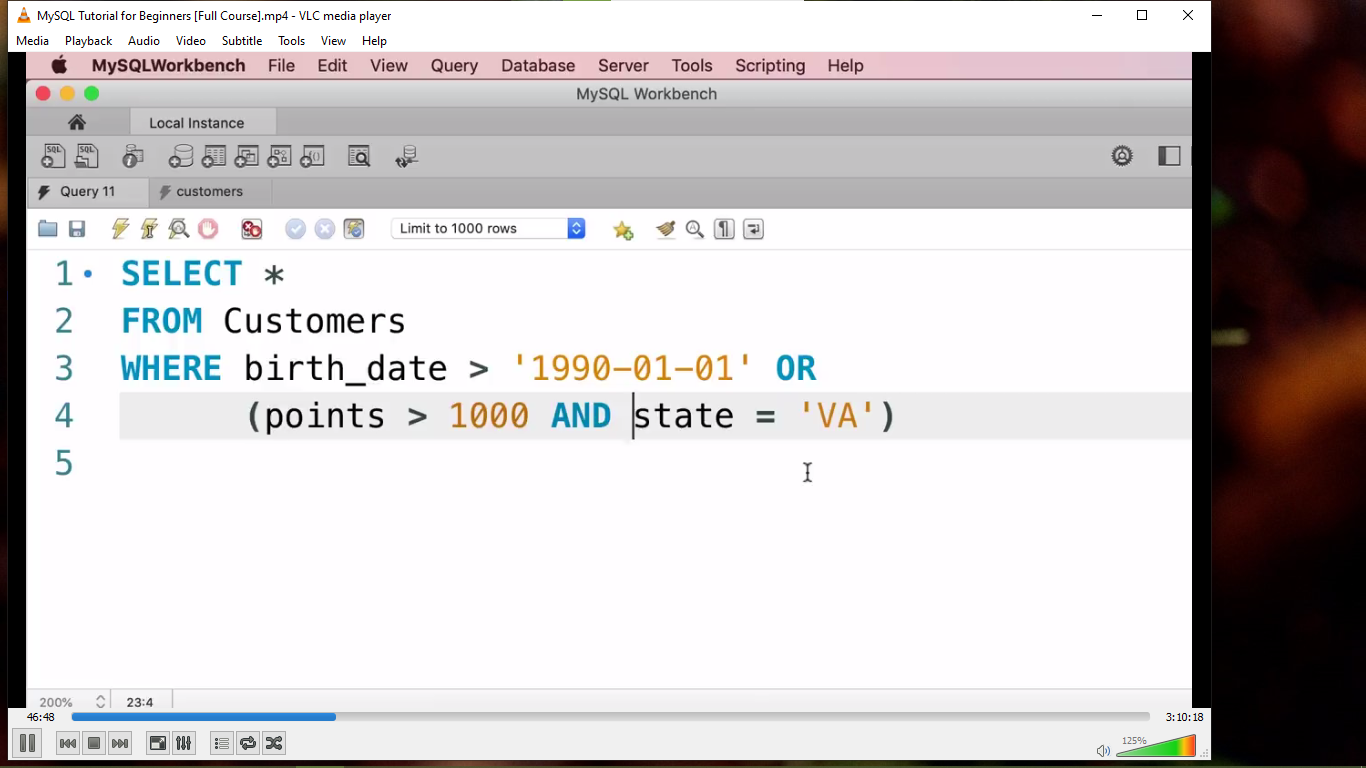 MySQL Tutorial for Beginners [Full Course].mp4 - VLC media player
Media Playback Audio Video Subtitle Tools View Help
MySQLWorkbench File Edit View Query Database Server Tools Scripting Help
MySQL Workbench
Local Instance
SQL SQL
Query 11 customers
Limit to 1000 rows
1 SELECT *
2 FROM Customers
3 WHERE birth_date > '1990-01-01' OR
4 (points > 1000 AND state = 'VA')
5
200% 23:4
46:48 3:10:18
125%